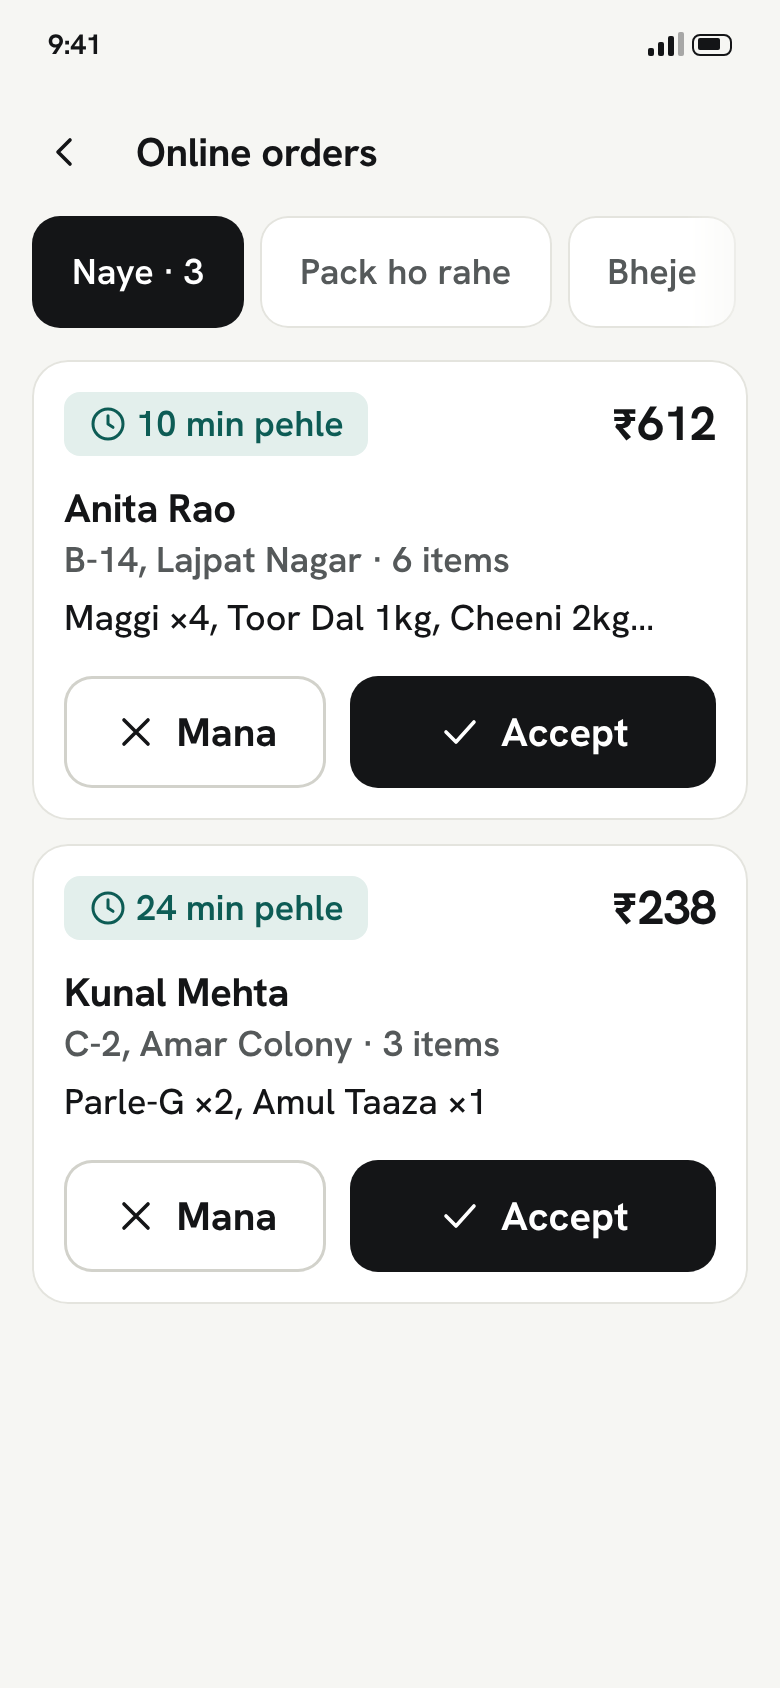 9:41
Online orders
Naye · 3
Pack ho rahe
Bheje
10 min pehle
₹612
Anita Rao
B-14, Lajpat Nagar · 6 items
Maggi ×4, Toor Dal 1kg, Cheeni 2kg...
Mana
Accept
24 min pehle
₹238
Kunal Mehta
C-2, Amar Colony · 3 items
Parle-G ×2, Amul Taaza ×1
Mana
Accept